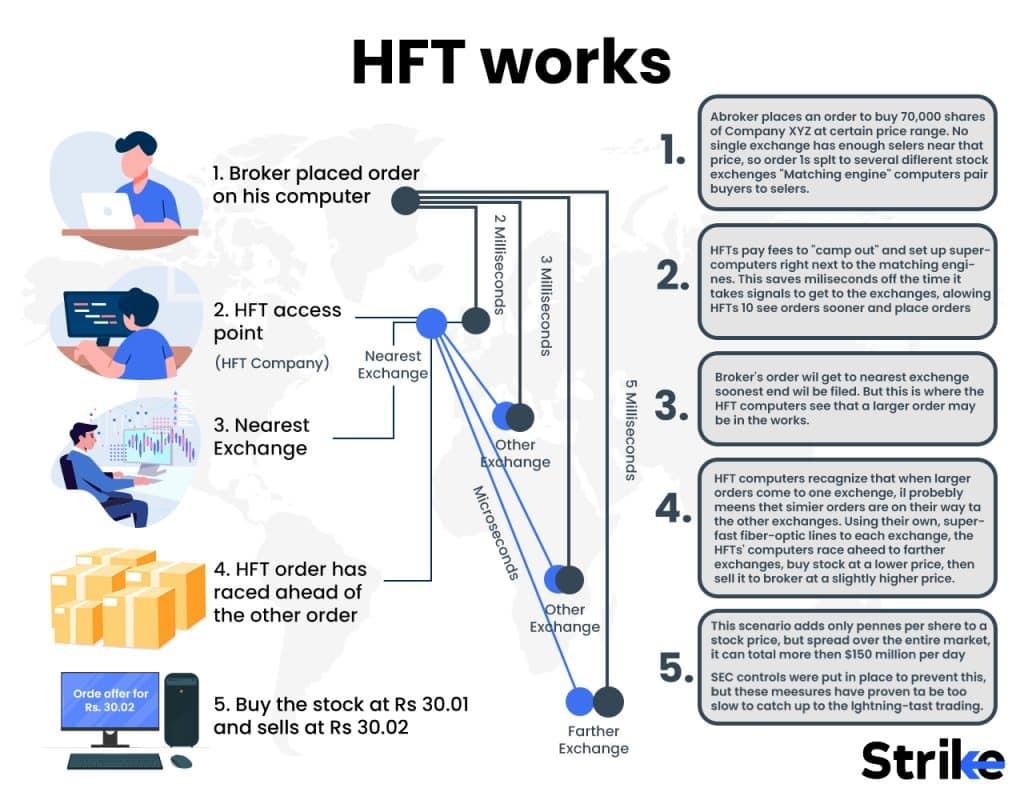 HFT works
1. Broker placed order
on his computer
2. HFT access
point
(HFT Company)
3. Nearest
Exchange
4. HFT order has
raced ahead of
the other order
Orde offer for
Rs. 30.02
5. Buy the stock at Rs 30.01
and sells at Rs 30.02
2 Milliseconds
3 Milliseconds
5 Milliseconds
Nearest
Exchange
Other
Exchange
Microseconds
Other
Exchange
Farther
Exchange
1.
Abroker places an order to buy 70,000 shares
of Company XYZ at certain price range. No
single exchange has enough selers near that
price, so order 1s splt to several diflerent stock
exchenges "Matching engine" computers pair
buyers to selers.
2.
HFTs pay fees to "camp out" and set up super-
computers right next to the matching engi-
nes. This saves miliseconds off the time it
takes signals to get to the exchanges, alowing
HFTs 10 see orders sooner and place orders
3.
Broker's order wil get to nearest exchange
soonest end wil be filed. But this is where the
HFT computers see that a larger order may
be in the works.
4.
HFT computers recagnize that when larger
orders come to one exchange, il probebly
meens thet simier orders are on their way ta
the other exchanges. Using their own, super-
fast fiber-optic lines to each exchange, the
HFTs' computers race aheed to farther
exchanges, buy stock at a lower price, then
sell it to broker at a slightly higher price.
5.
This scenario adds only pennes per shere to a
stock price, but spread over the entire market,
it can total more then $150 million per day
SEC controls were put in place to prevent this,
but these meesures have proven ta be too
slow to catch up to the lghtning-tast trading.
Strike